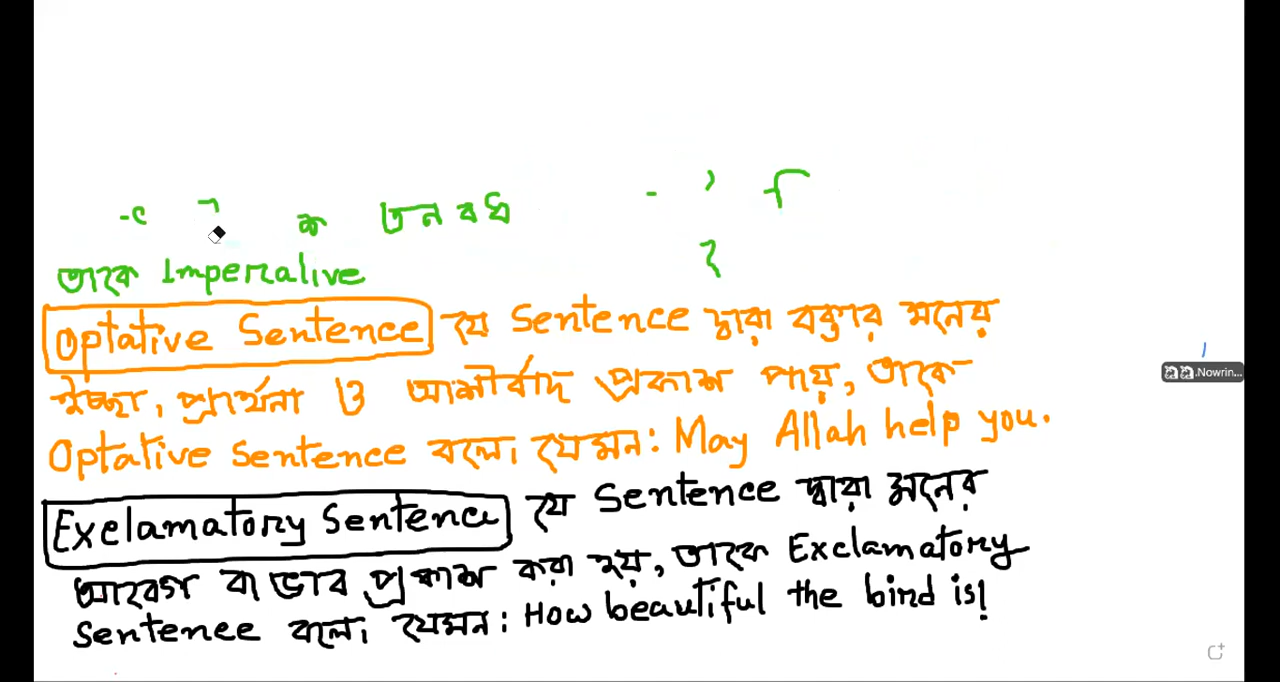 তাকে Imperative
Optative Sentence যে Sentence দ্বারা বক্তার মনের
ইচ্ছা, প্রার্থনা ও আশীর্বাদ প্রকাশ পায়, তাকে
Optative Sentence বলে। যেমন: May Allah help you.
Exclamatory Sentence যে Sentence দ্বারা মনের
আবেগ বা ভাব প্রকাশ করা হয়, তাকে Exclamatory
Sentence বলে। যেমন: How beautiful the bird is!
.Nowrin...